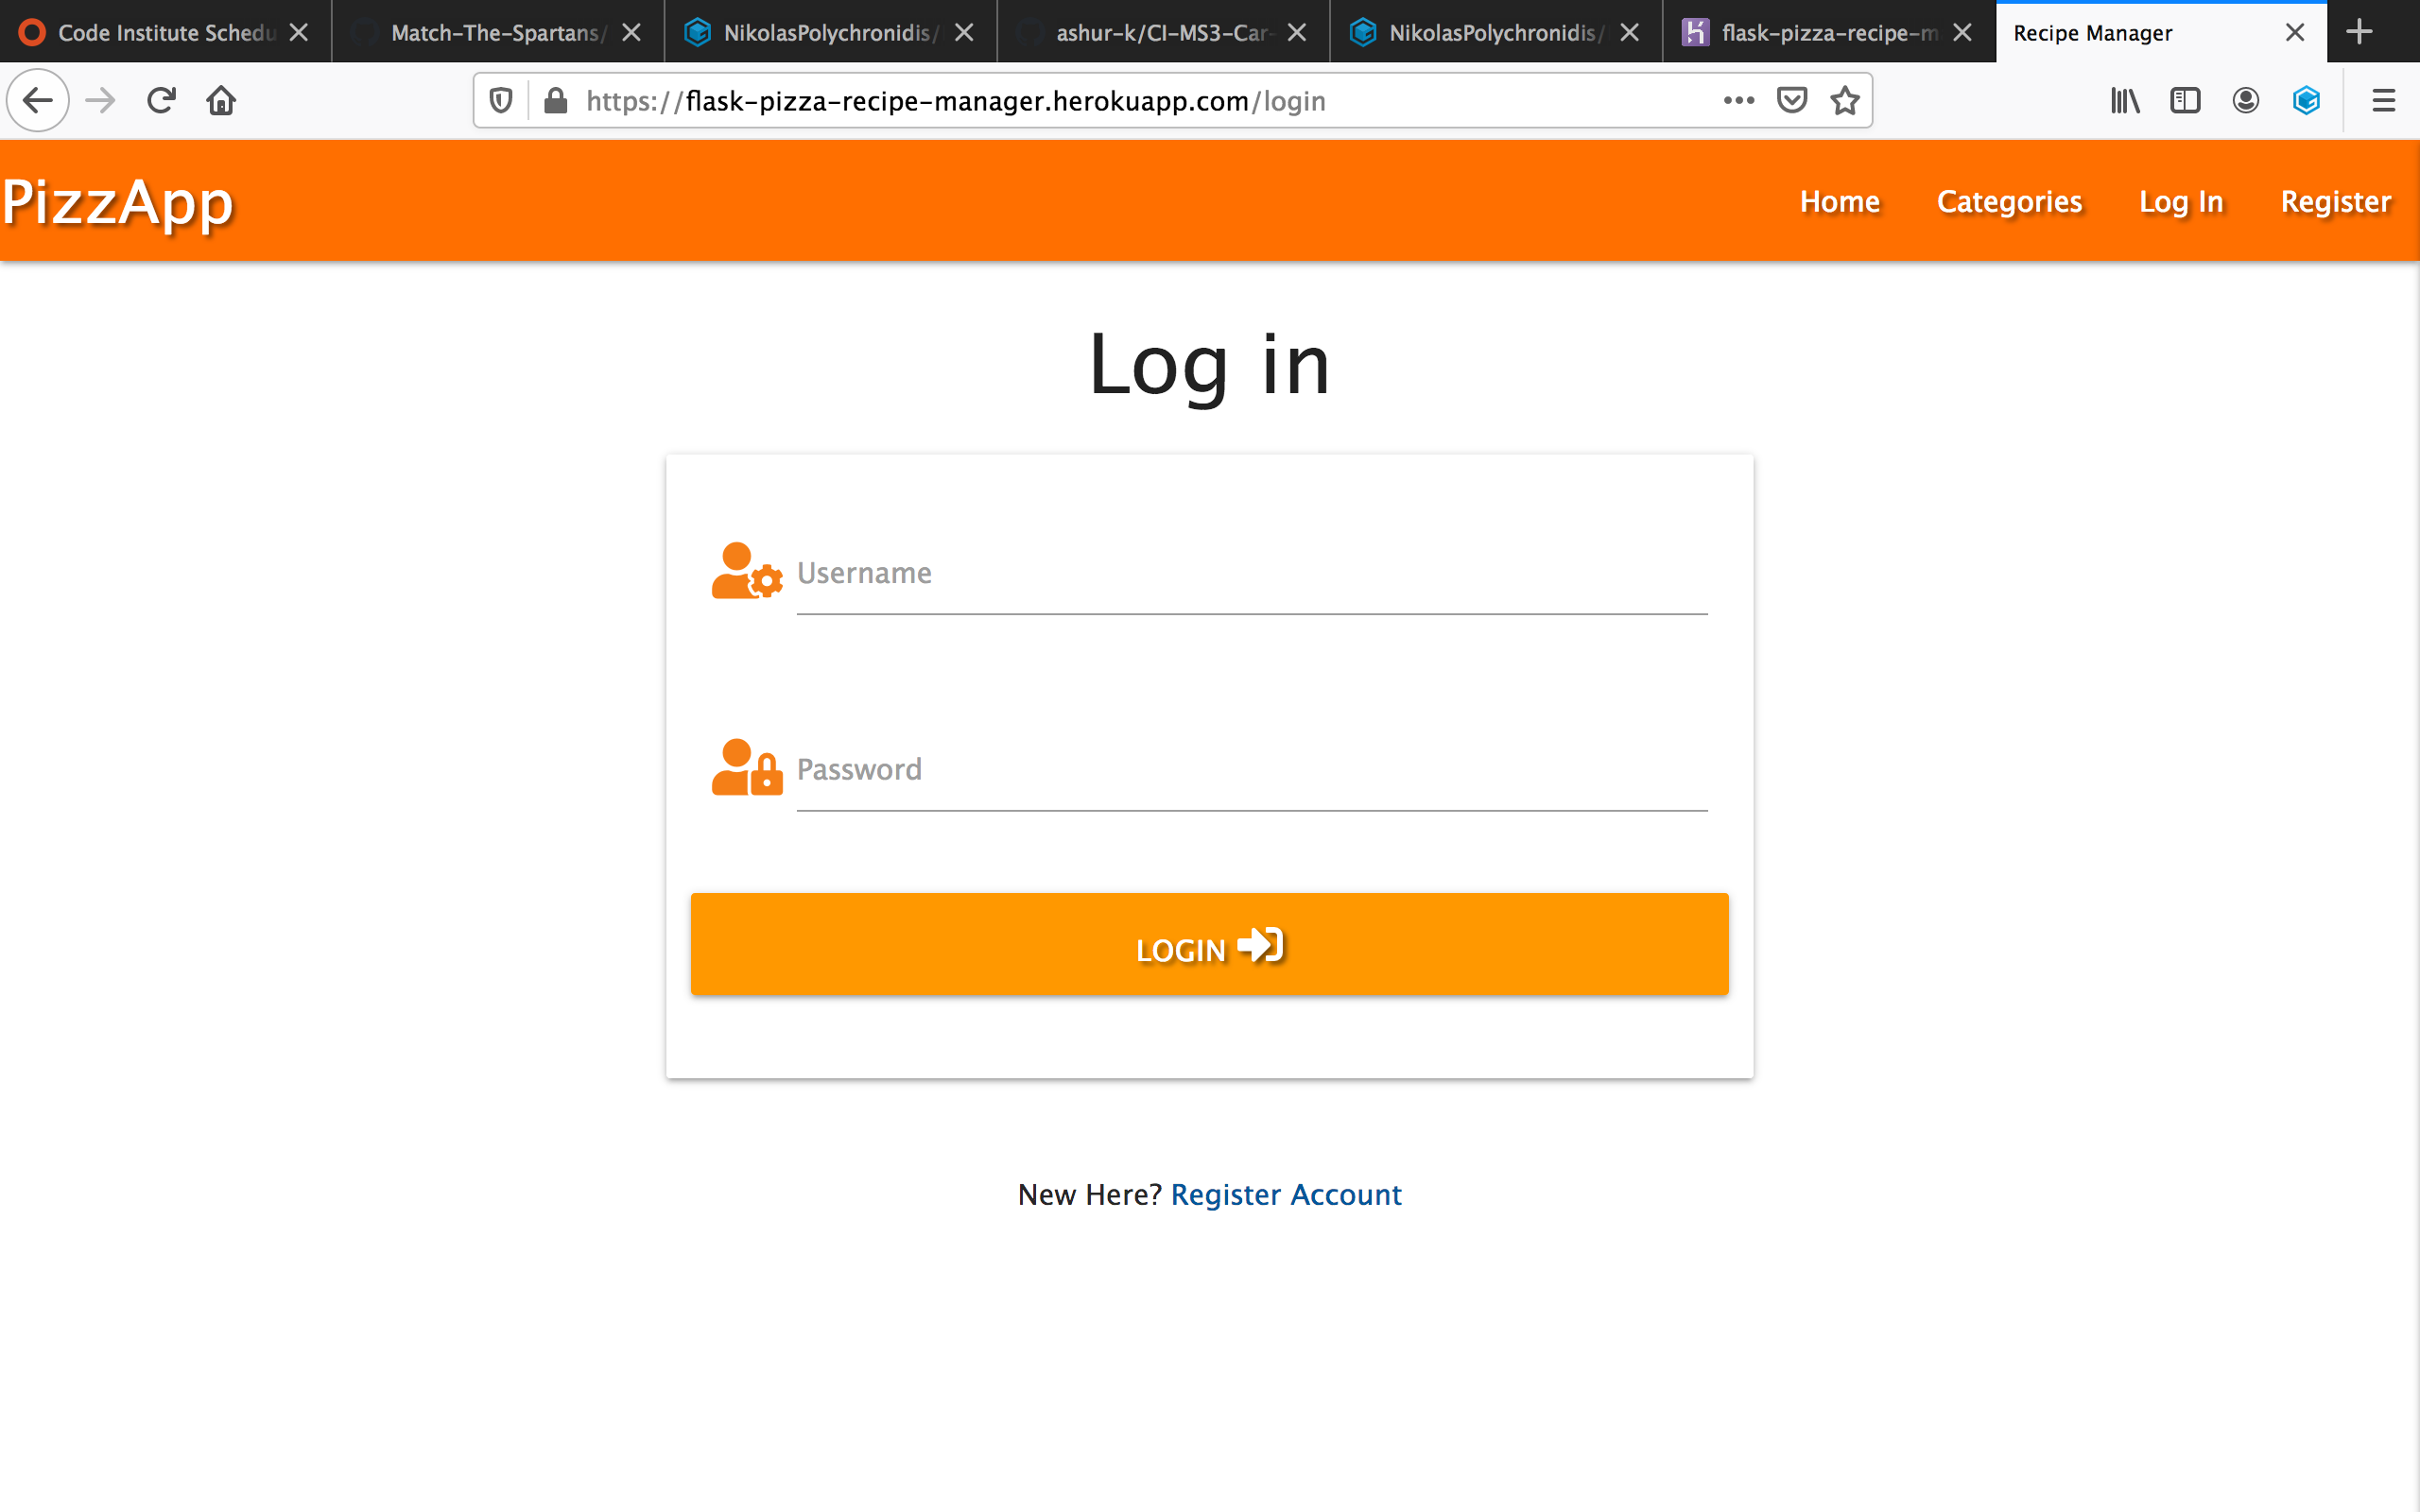 Code Institute Schedu
Match-The-Spartans/
NikolasPolychronidis/
ashur-k/CI-MS3-Car-
NikolasPolychronidis/
flask-pizza-recipe-m
Recipe Manager
https://flask-pizza-recipe-manager.herokuapp.com/login
PizzApp
Home Categories Log In Register
Log in
Username
Password
LOGIN
New Here? Register Account